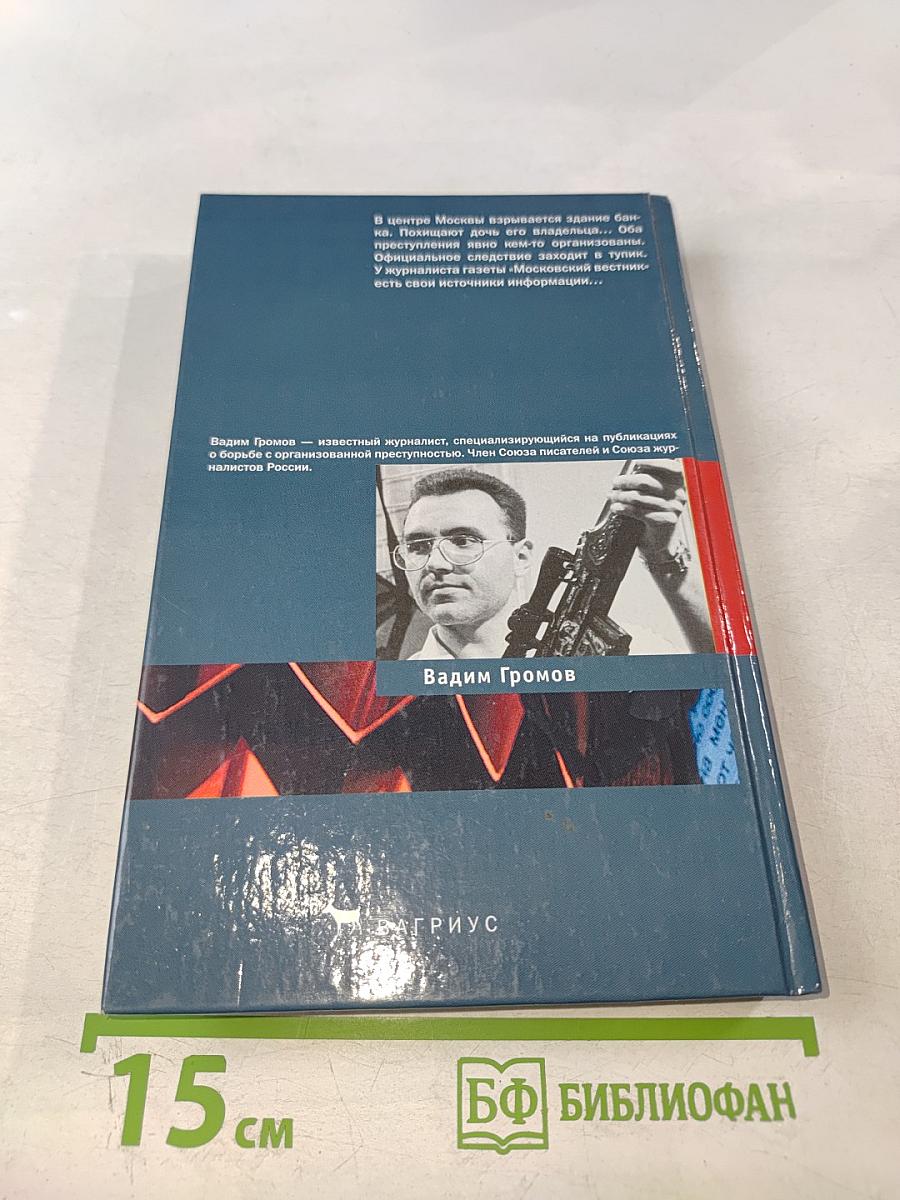 В центре Москвы взрывается здание бан-
ка. Похищают дочь его владельца... Оба
преступления явно кем-то организованы.
Официальное следствие заходит в тупик.
У журналиста газеты «Московский вестник»
есть свои источники информации...
Вадим Громов — известный журналист, специализирующийся на публикациях
о борьбе с организованной преступностью. Член Союза писателей и Союза жур-
налистов России.
Вадим Громов
ВАГРИУС
15 см
БФ БИБЛИОФАН